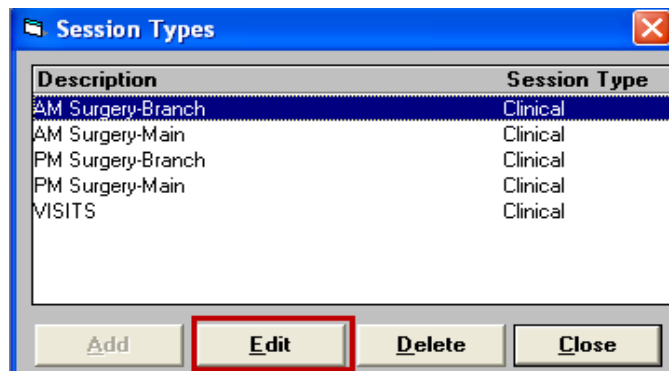 Session Types
Description Session Type
AM Surgery-Branch Clinical
AM Surgery-Main Clinical
PM Surgery-Branch Clinical
PM Surgery-Main Clinical
VISITS Clinical
Add Edit Delete Close